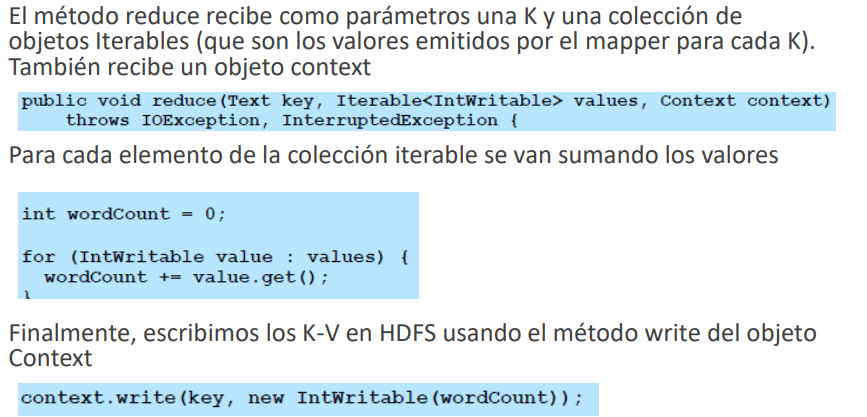 El método reduce recibe como parámetros una K y una colección de
objetos Iterables (que son los valores emitidos por el mapper para cada K).
También recibe un objeto context
public void reduce(Text key, Iterable<IntWritable> values, Context context)
throws IOException, InterruptedException {
Para cada elemento de la colección iterable se van sumando los valores
int wordCount = 0;
for (IntWritable value : values) {
wordCount += value.get();
}
Finalmente, escribimos los K-V en HDFS usando el método write del objeto
Context
context.write(key, new IntWritable(wordCount));